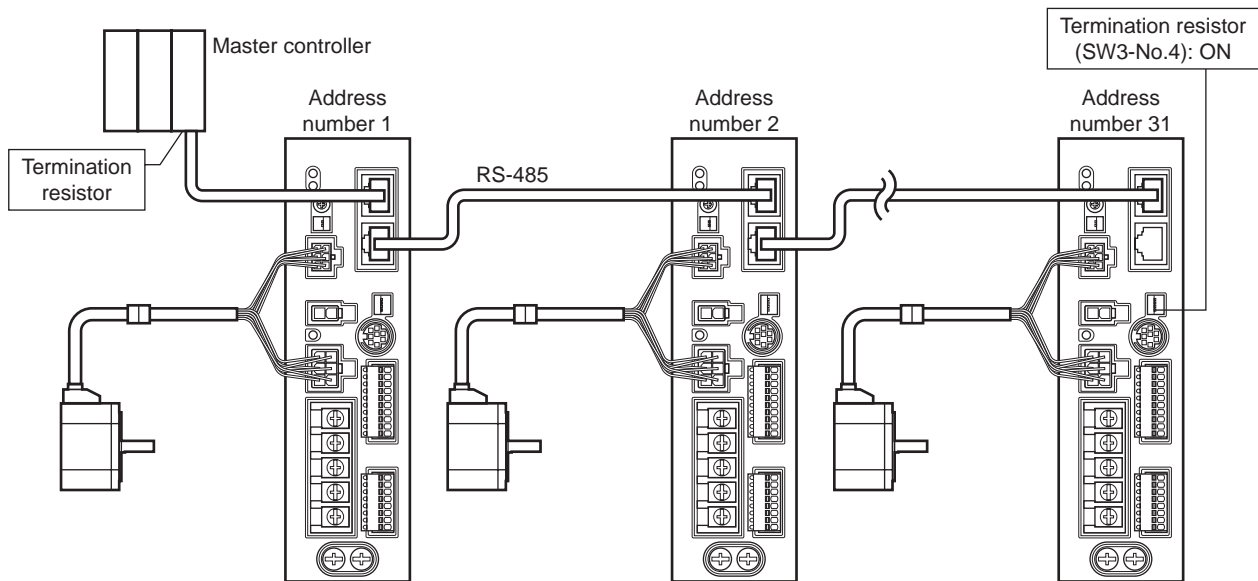 Master controller
Termination resistor
(SW3-No.4): ON
Address
number 1
Address
number 2
Address
number 31
Termination
resistor
RS-485